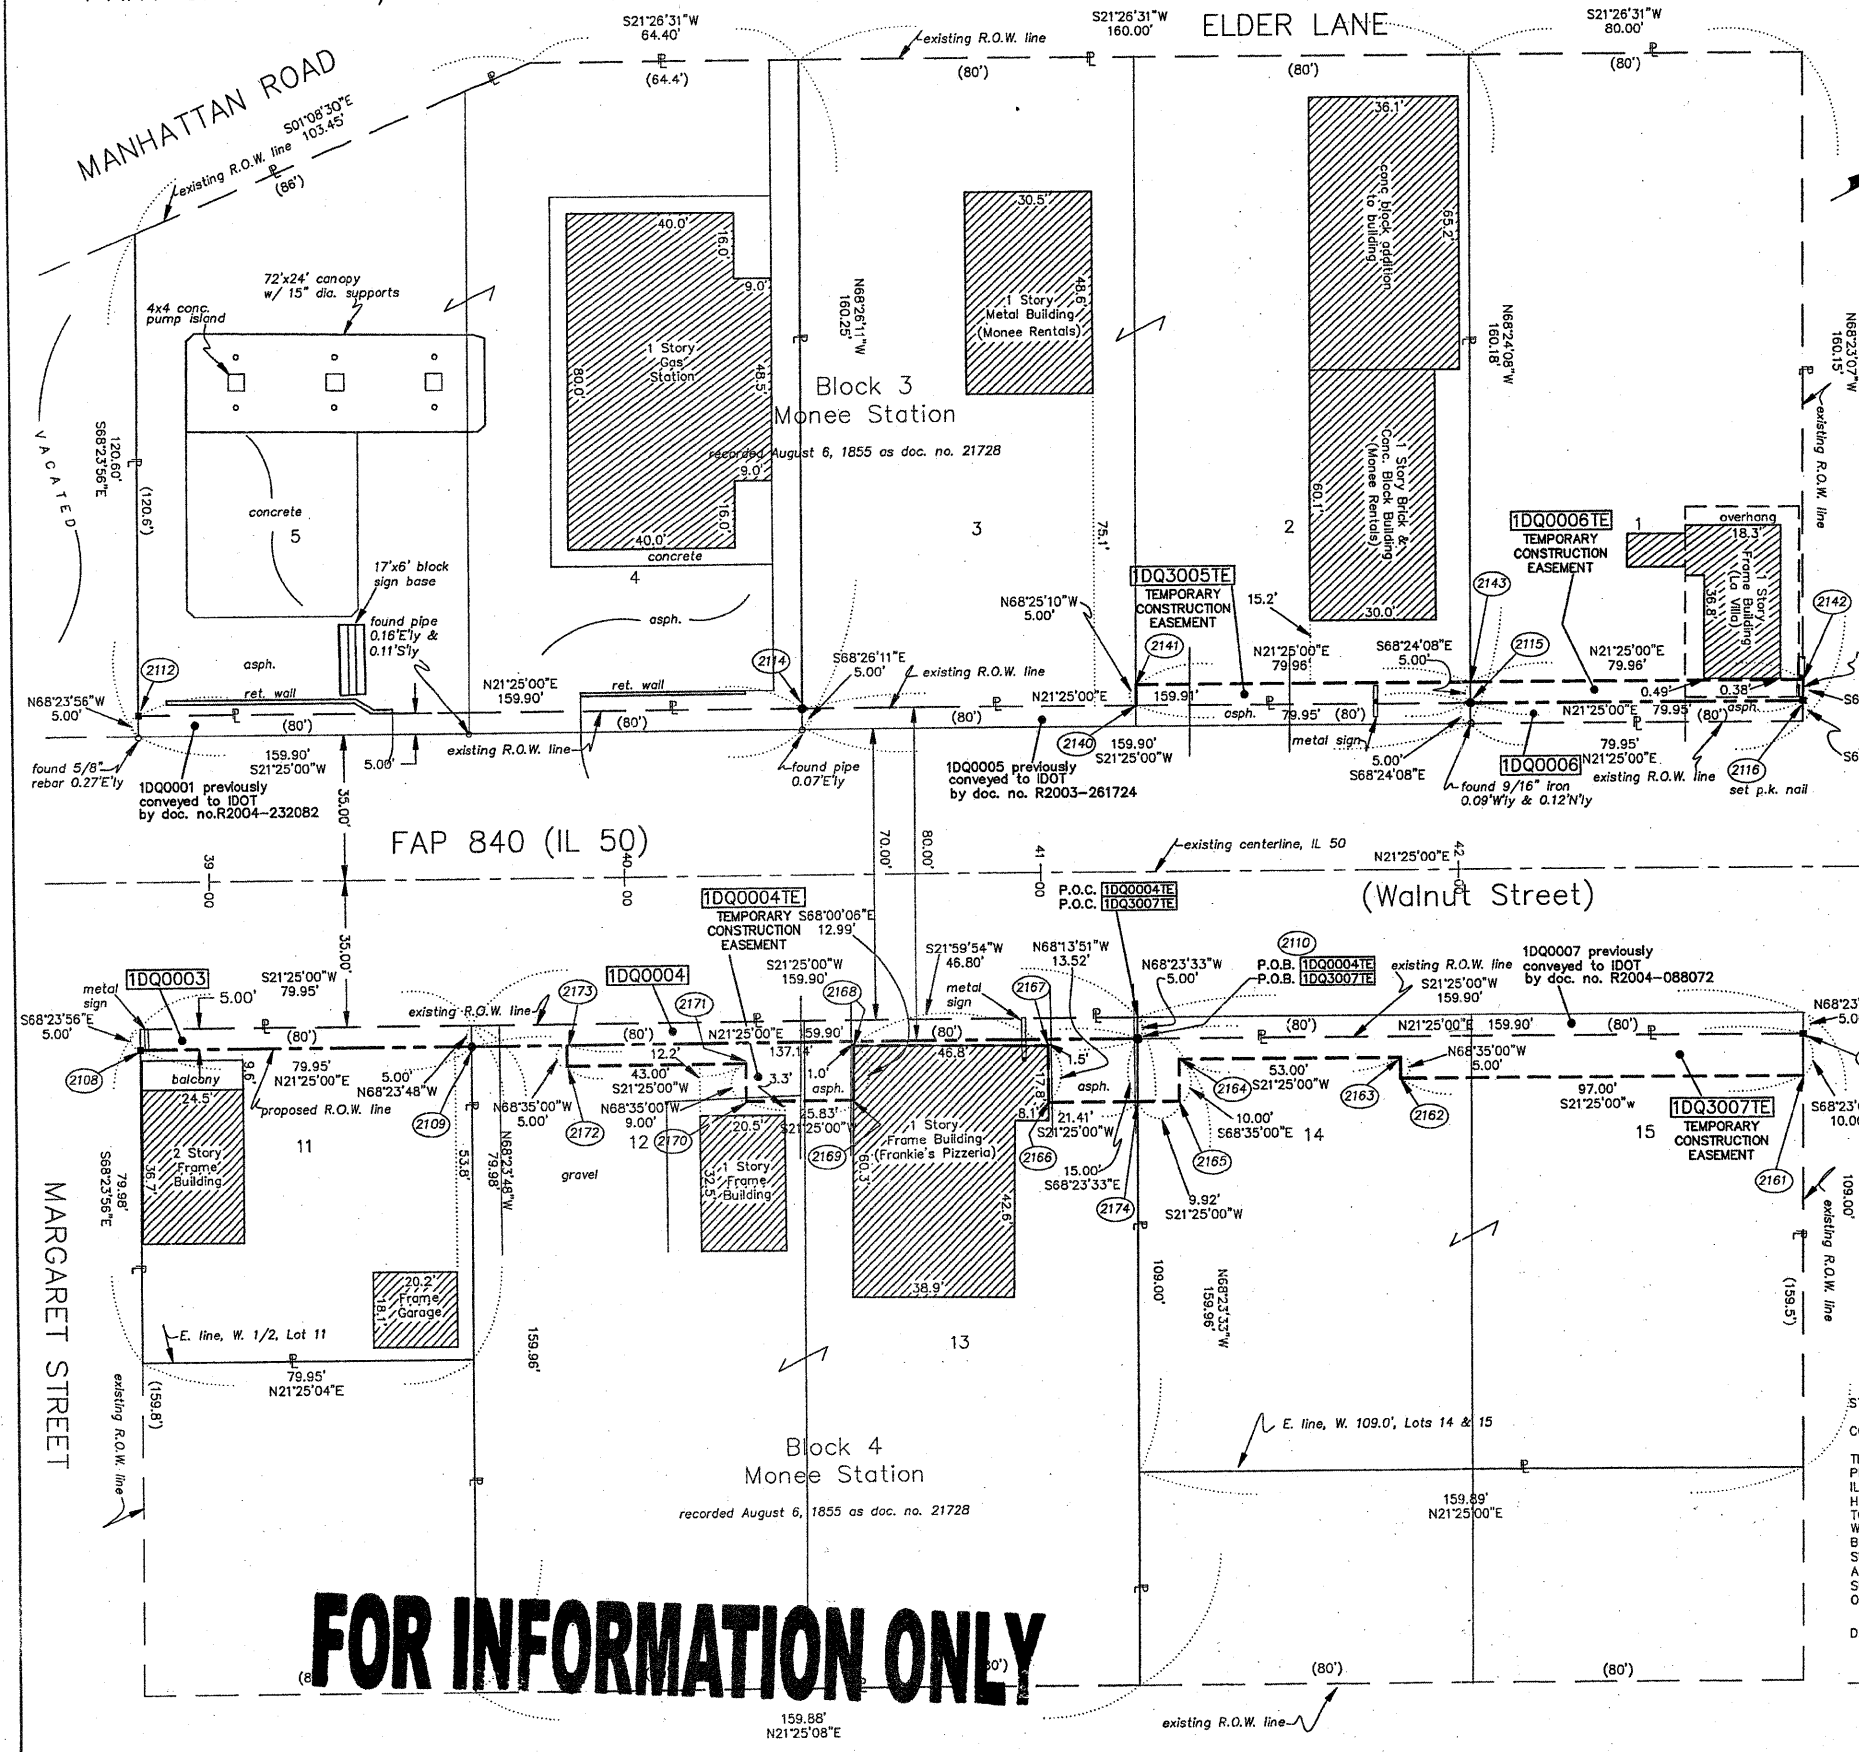 S21°26'31"W
64.40'
S21°26'31"W
160.00'
ELDER LANE
S21°26'31"W
80.00'
existing R.O.W. line
(64.4')
(80')
(80')
(80')
MANHATTAN ROAD
S01°08'30"E
103.45'
existing R.O.W. line
(86')
72'x24' canopy
w/ 15" dia. supports
4x4 conc.
pump island
VACATED
120.60'
S68°23'56"E
(120.6')
concrete
5
17'x6' block
sign base
found pipe
0.16'E'ly &
0.11'S'ly
40.0'
16.0'
9.0'
1 Story
Gas
Station
80.0'
48.5'
9.0'
16.0'
40.0'
concrete
4
asph.
N68°26'11"W
160.25'
Block 3
Monee Station
recorded August 6, 1855 as doc. no. 21728
30.5'
48.6'
1 Story
Metal Building
(Monee Rentals)
3
75.1'
36.1'
conc. block addition
to building
65.2'
1 Story Brick &
Conc. Block Building
(Monee Rentals)
60.1'
30.0'
2
N68°24'08"W
160.18'
N68°23'07"W
160.15'
existing R.O.W. line
1DQ0006TE
TEMPORARY
CONSTRUCTION
EASEMENT
1
overhang
18.3'
1 Story
Frame Building
(La Villa)
36.8'
1DQ3005TE
TEMPORARY
CONSTRUCTION
EASEMENT
N68°25'10"W
5.00'
15.2'
2143
2142
2141
2115
N21°25'00"E
79.96'
S68°24'08"E
5.00'
N21°25'00"E
79.96'
2112
asph.
ret. wall
N68°23'56"W
5.00'
(80')
159.90'
S21°25'00"W
5.00'
N21°25'00"E
159.90'
ret. wall
(80')
2114
S68°26'11"E
5.00'
existing R.O.W. line
(80')
N21°25'00"E
159.91'
asph.
79.95'
(80')
0.49'
0.38'
N21°25'00"E
79.95'
(80')
asph.
existing R.O.W. line
2140
159.90'
S21°25'00"W
metal sign
5.00'
S68°24'08"E
1DQ0006
79.95'
N21°25'00"E
existing R.O.W. line
2116
set p.k. nail
found 5/8"
rebar 0.27'E'ly
1DQ0001 previously
conveyed to IDOT
by doc. no.R2004-232082
35.00'
found pipe
0.07'E'ly
1DQ0005 previously
conveyed to IDOT
by doc. no. R2003-261724
found 9/16" iron
0.09'W'ly & 0.12'N'ly
FAP 840 (IL 50)
70.00'
80.00'
existing centerline, IL 50
N21°25'00"E
39+00
40+00
41+00
42
(Walnut Street)
1DQ0004TE
TEMPORARY
CONSTRUCTION
EASEMENT
S68°00'06"E
12.99'
P.O.C. 1DQ0004TE
P.O.C. 1DQ3007TE
35.00'
1DQ0003
S21°25'00"W
79.95'
metal
sign
5.00'
S68°23'56"E
5.00'
existing R.O.W. line
2173
1DQ0004
2171
S21°25'00"W
159.90'
2168
S21°59'54"W
46.80'
metal
sign
N68°13'51"W
13.52'
2167
N68°23'33"W
5.00'
2110
P.O.B. 1DQ0004TE
P.O.B. 1DQ3007TE
existing R.O.W. line
S21°25'00"W
159.90'
1DQ0007 previously
conveyed to IDOT
by doc. no. R2004-088072
(80')
(80')
N21°25'00"E
159.90'
137.14'
(80')
(80')
N21°25'00"E
159.90'
(80')
2108
79.95'
N21°25'00"E
balcony
24.5'
9.6'
proposed R.O.W. line
5.00'
N68°23'48"W
2109
12.2'
43.00'
S21°25'00"W
N68°35'00"W
5.00'
2172
N68°35'00"W
9.00'
2170
3.3'
1.0'
asph.
25.83'
S21°25'00"W
2169
46.8'
1.5'
7.8'
8.1'
asph.
21.41'
S21°25'00"W
2166
15.00'
S68°23'33"E
2174
2164
53.00'
S21°25'00"W
2163
N68°35'00"W
5.00'
2162
10.00'
S68°35'00"E
14
2165
9.92'
S21°25'00"W
97.00'
S21°25'00"w
1DQ3007TE
TEMPORARY
CONSTRUCTION
EASEMENT
15
2161
2 Story
Frame
Building
36.7'
79.98'
S68°23'56"E
11
53.8'
N68°23'48"W
79.98'
gravel
12
20.5'
1 Story
Frame
Building
32.5'
1 Story
Frame Building
(Frankie's Pizzeria)
60.3'
42.6'
38.9'
13
MARGARET STREET
20.2'
Frame
Garage
18.1'
E. line, W. 1/2, Lot 11
79.95'
N21°25'04"E
existing R.O.W. line
(159.8')
159.96'
109.00'
N68°23'33"W
159.96'
109.00'
existing R.O.W. line
(159.5')
E. line, W. 109.0', Lots 14 & 15
159.89'
N21°25'00"E
Block 4
Monee Station
recorded August 6, 1855 as doc. no. 21728
FOR INFORMATION ONLY
(80')
(80')
159.88'
N21°25'08"E
existing R.O.W. line